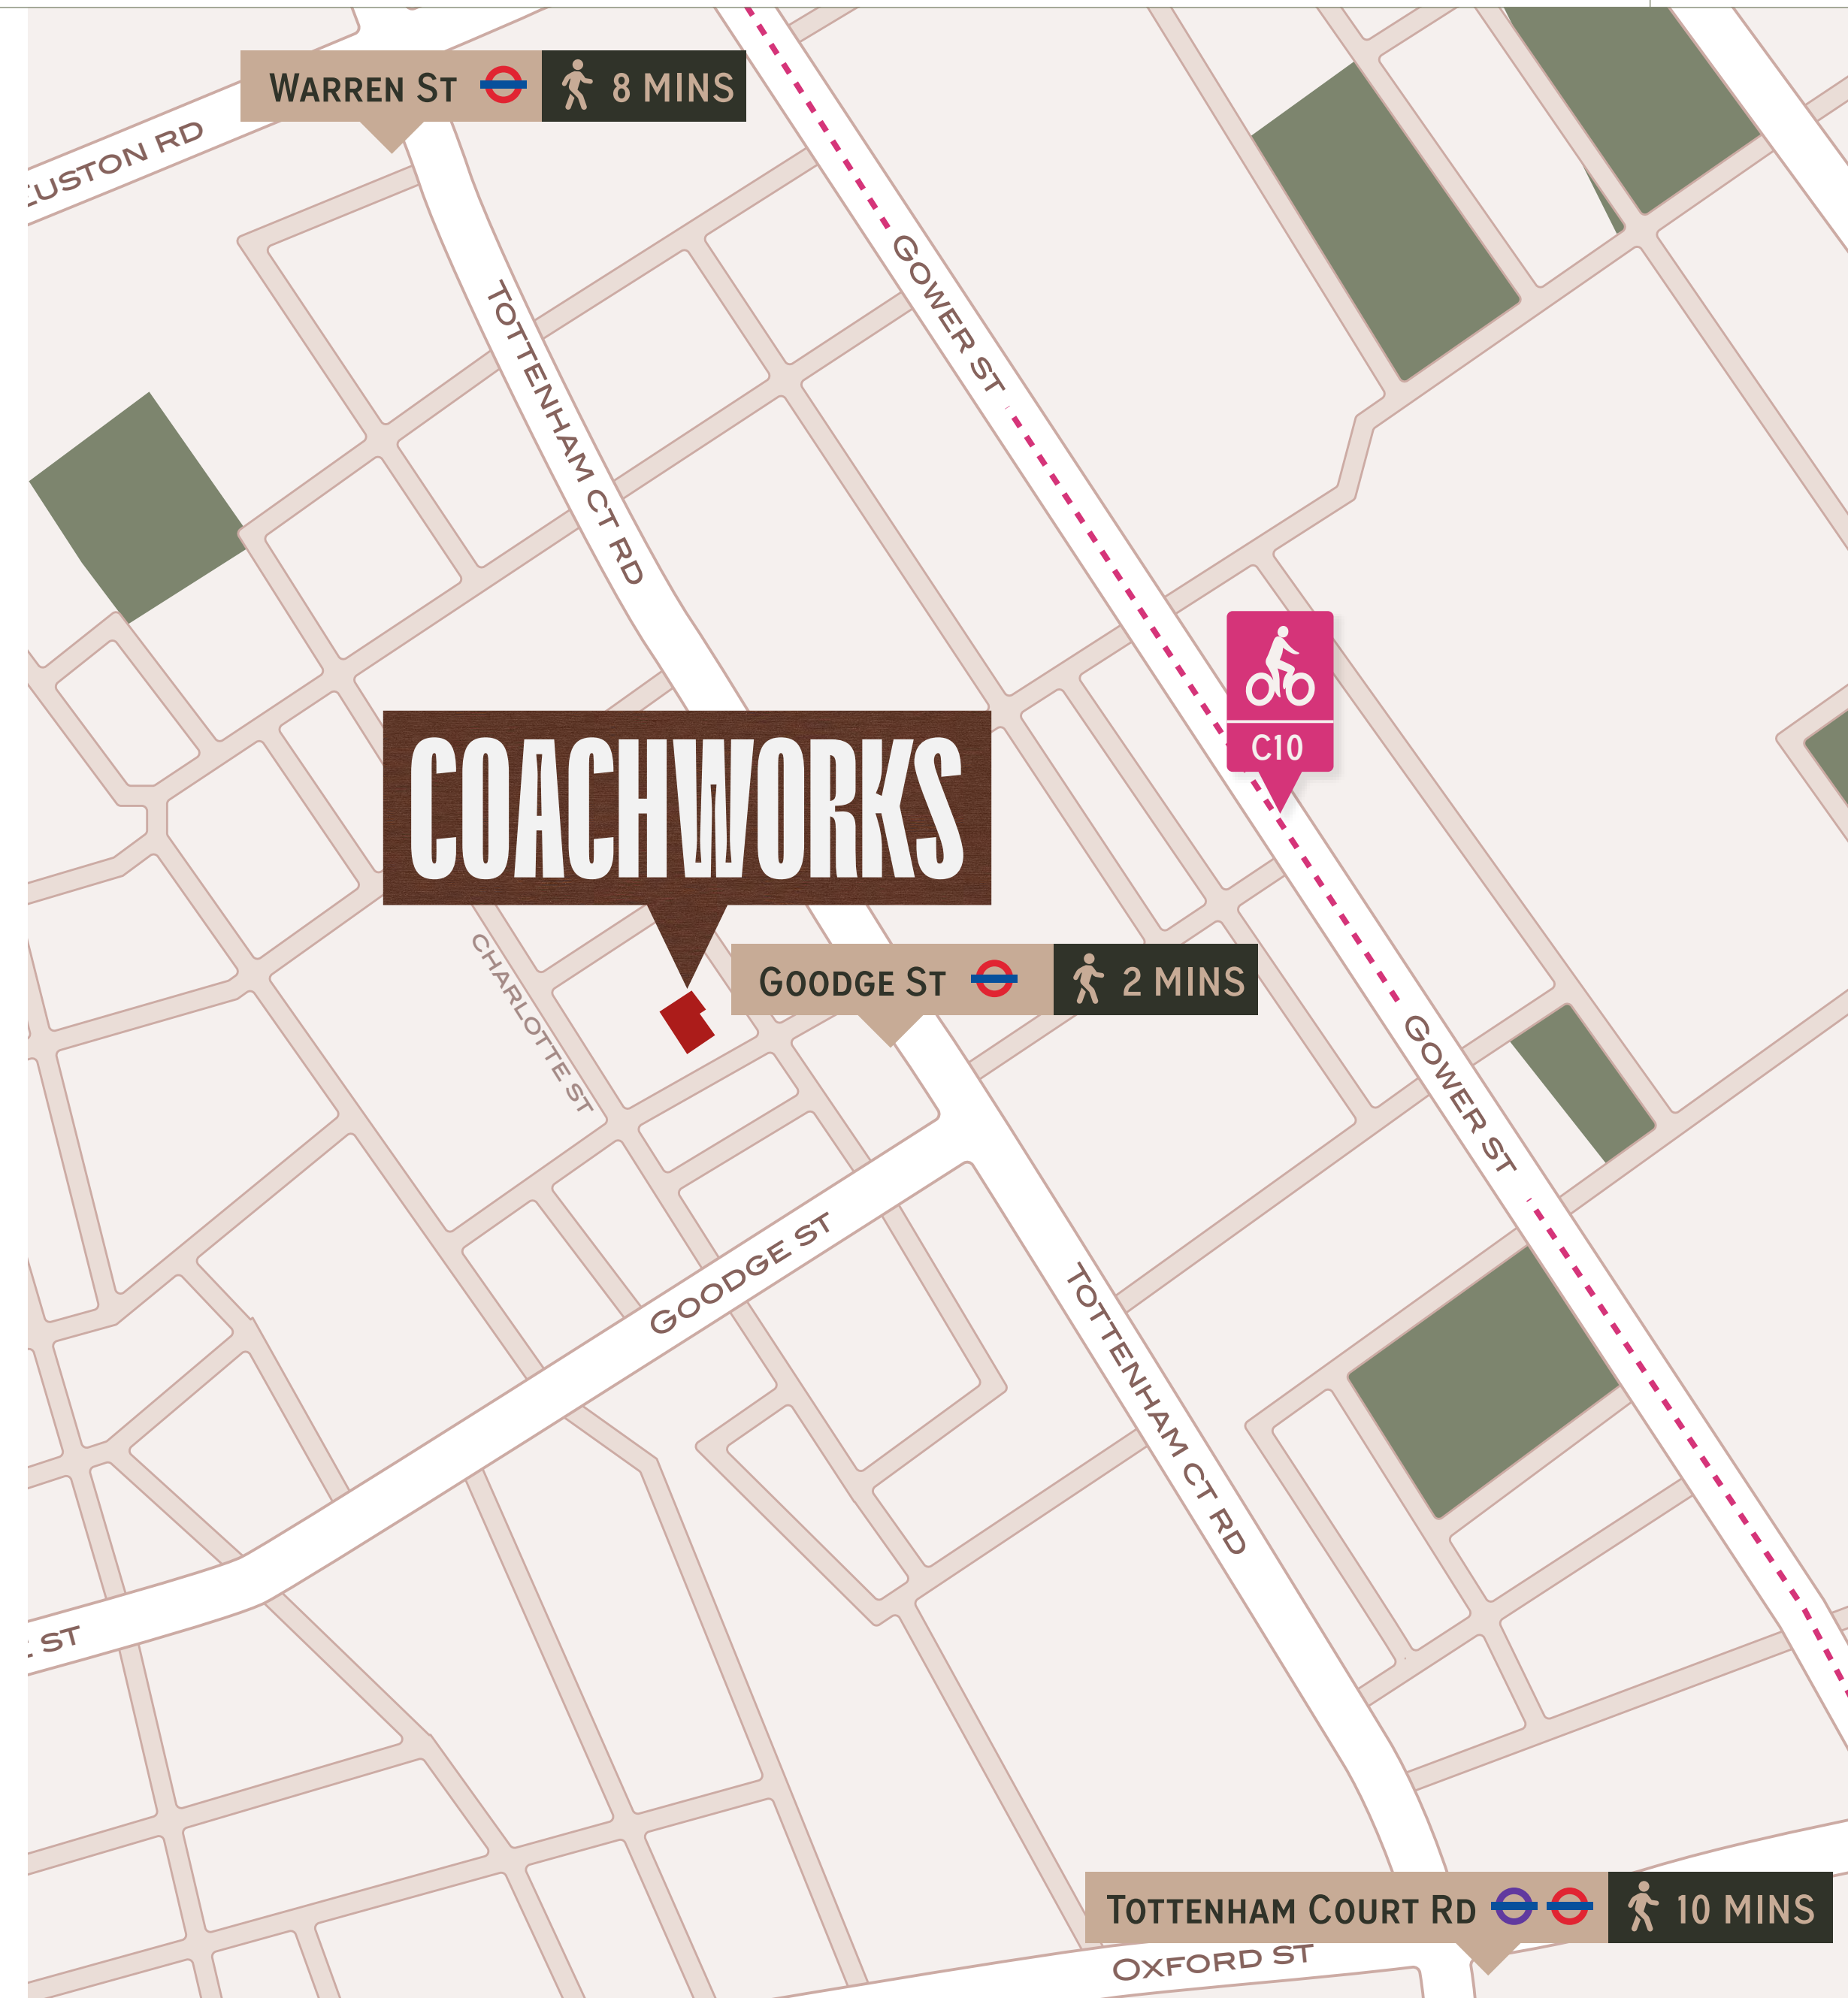 WARREN ST 8 MINS
EUSTON RD
GOWER ST
TOTTENHAM CT RD
C10
COACHWORKS
CHARLOTTE ST
GOODGE ST 2 MINS
GOWER ST
GOODGE ST
TOTTENHAM CT RD
ST
TOTTENHAM COURT RD 10 MINS
OXFORD ST